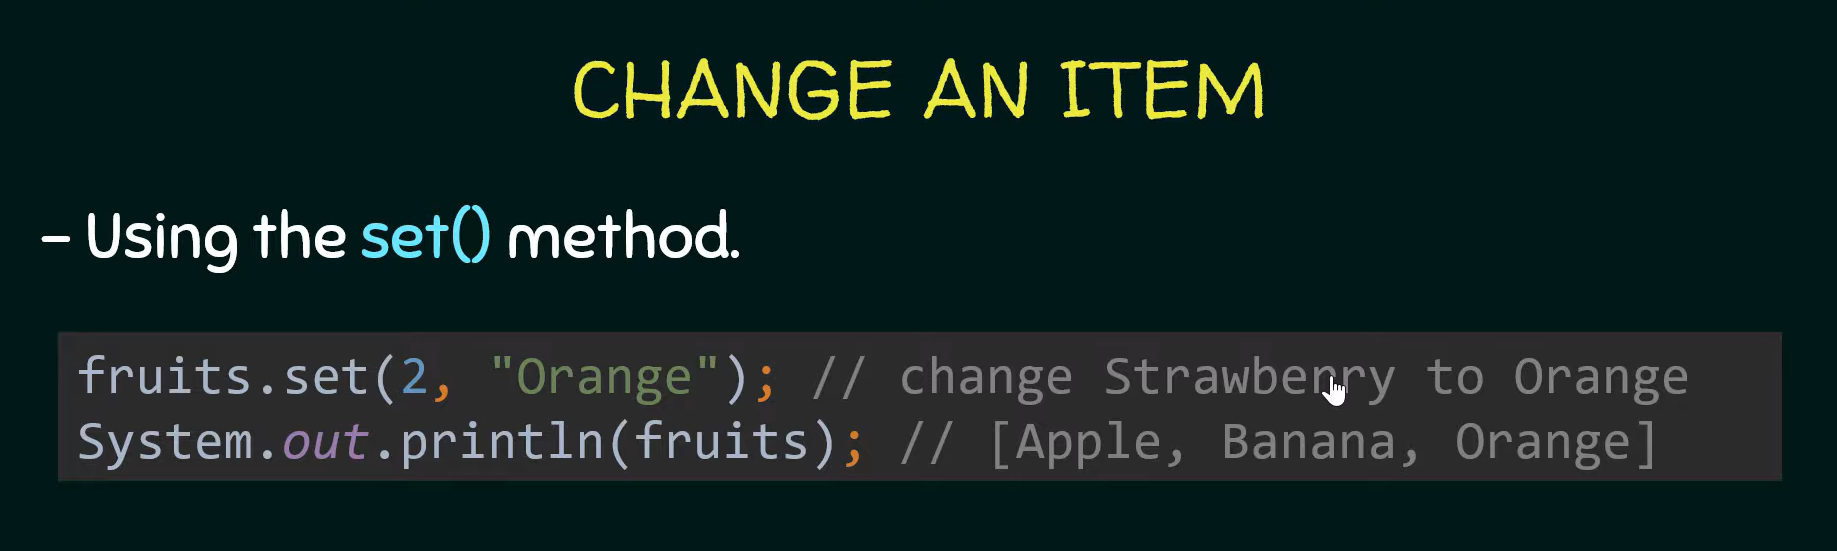 CHANGE AN ITEM
- Using the set() method.
fruits.set(2, "Orange"); // change Strawberry to Orange
System.out.println(fruits); // [Apple, Banana, Orange]